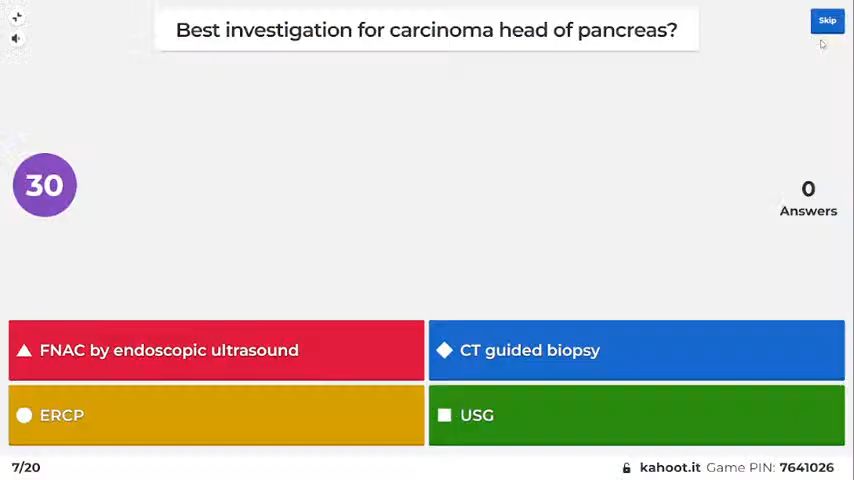 Best investigation for carcinoma head of pancreas?
Skip
30
0
Answers
FNAC by endoscopic ultrasound
CT guided biopsy
ERCP
USG
7/20
kahoot.it Game PIN: 7641026